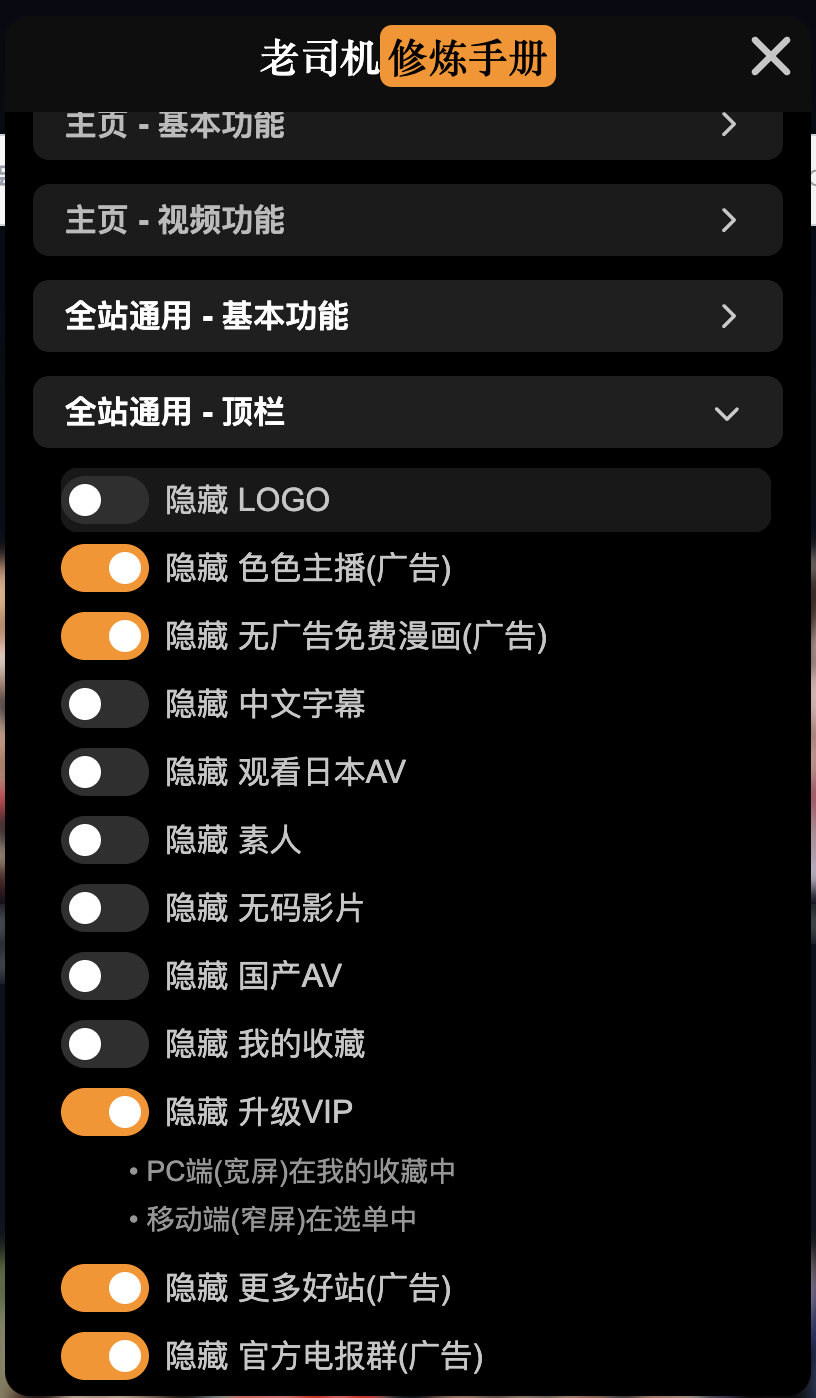 老司机修炼手册
主页 - 基本功能
主页 - 视频功能
全站通用 - 基本功能
全站通用 - 顶栏
隐藏 LOGO
隐藏 色色主播(广告)
隐藏 无广告免费漫画(广告)
隐藏 中文字幕
隐藏 观看日本AV
隐藏 素人
隐藏 无码影片
隐藏 国产AV
隐藏 我的收藏
隐藏 升级VIP
• PC端(宽屏)在我的收藏中
• 移动端(窄屏)在选单中
隐藏 更多好站(广告)
隐藏 官方电报群(广告)